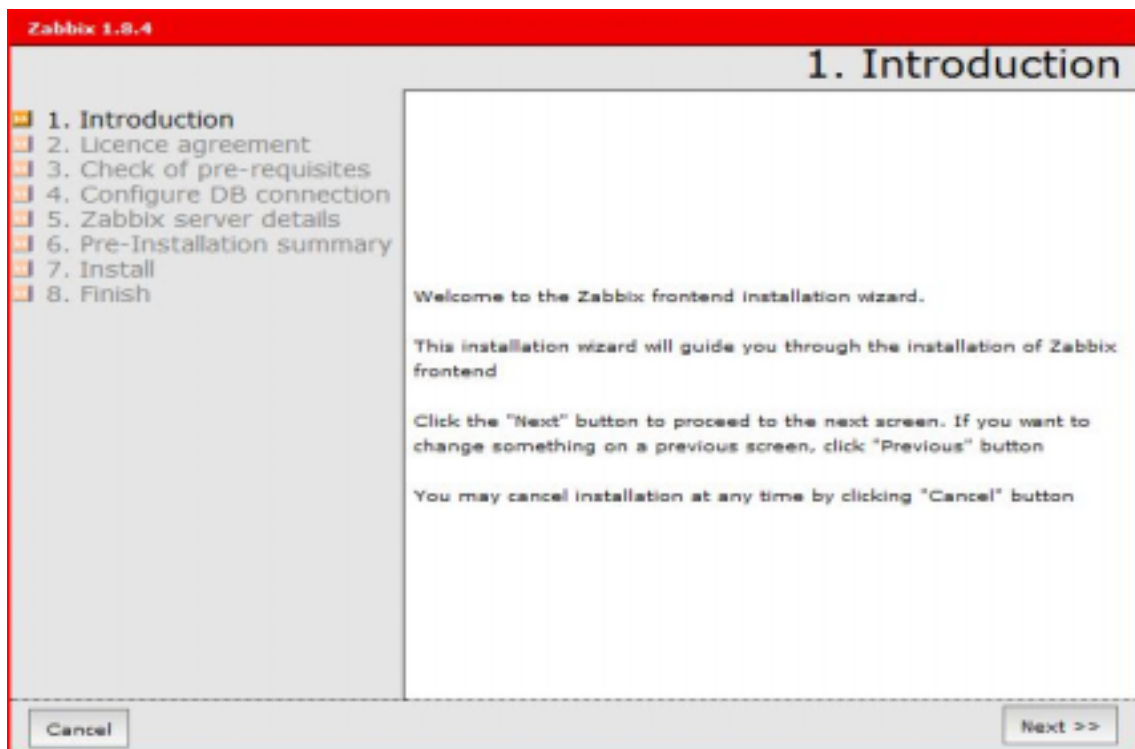 Zabbix 1.8.4
1. Introduction
1. Introduction
2. Licence agreement
3. Check of pre-requisites
4. Configure DB connection
5. Zabbix server details
6. Pre-Installation summary
7. Install
8. Finish
Welcome to the Zabbix frontend installation wizard.
This installation wizard will guide you through the installation of Zabbix
frontend
Click the "Next" button to proceed to the next screen. If you want to
change something on a previous screen, click "Previous" button
You may cancel installation at any time by clicking "Cancel" button
Cancel
Next >>